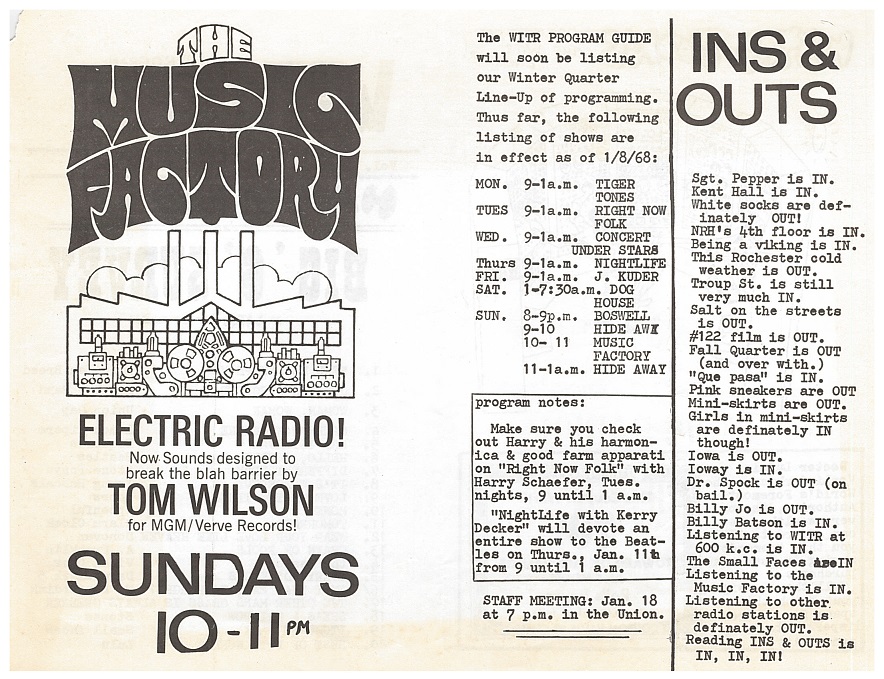 THE
MUSIC
FACTORY
ELECTRIC RADIO!
Now Sounds designed to
break the blah barrier by
TOM WILSON
for MGM/Verve Records!
SUNDAYS
10-11 PM
The WITR PROGRAM GUIDE
will soon be listing
our Winter Quarter
Line-Up of programming.
Thus far, the following
listing of shows are
in effect as of 1/8/68:
MON. 9-1a.m. TIGER
TONES
TUES 9-1a.m. RIGHT NOW
FOLK
WED. 9-1a.m. CONCERT
UNDER STARS
Thurs 9-1a.m. NIGHTLIFE
FRI. 9-1a.m. J. KUDER
SAT. 1-7:30a.m. DOG
HOUSE
SUN. 8-9p.m. BOSWELL
9-10 HIDE AWY
10- 11 MUSIC
FACTORY
11-1a.m. HIDE AWAY
program notes:
Make sure you check
out Harry & his harmon-
ica & good farm apparati
on "Right Now Folk" with
Harry Schaefer, Tues.
nights, 9 until 1 a.m.
"NightLife with Kerry
Decker" will devote an
entire show to the Beat-
les on Thurs., Jan. 11th
from 9 until 1 a.m.
STAFF MEETING: Jan. 18
at 7 p.m. in the Union.
INS &
OUTS
Sgt. Pepper is IN.
Kent Hall is IN.
White socks are def-
inately OUT!
NRH's 4th floor is IN.
Being a viking is IN.
This Rochester cold
weather is OUT.
Troup St. is still
very much IN.
Salt on the streets
is OUT.
#122 film is OUT.
Fall Quarter is OUT
(and over with.)
"Que pasa" is IN.
Pink sneakers are OUT
Mini-skirts are OUT.
Girls in mini-skirts
are definately IN
though!
Iowa is OUT.
Ioway is IN.
Dr. Spock is OUT (on
bail.)
Billy Jo is OUT.
Billy Batson is IN.
Listening to WITR at
600 k.c. is IN.
The Small Faces are IN
Listening to the
Music Factory is IN.
Listening to other
radio stations is
definately OUT.
Reading INS & OUTS is
IN, IN, IN!